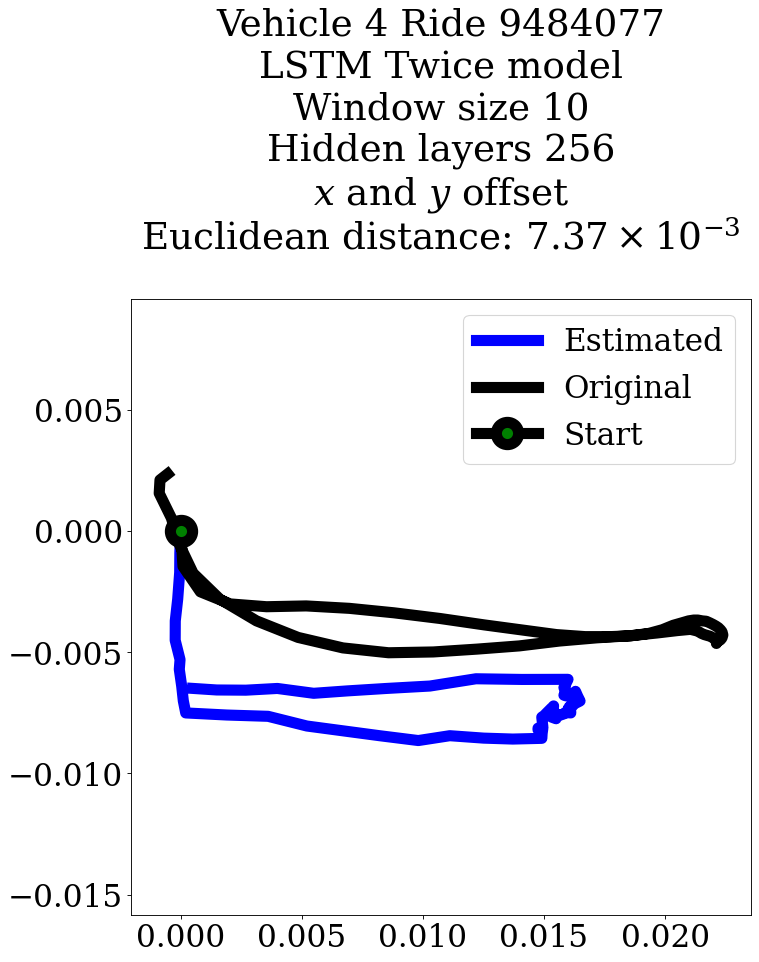 Vehicle 4 Ride 9484077
LSTM Twice model
Window size 10
Hidden layers 256
x and y offset
Euclidean distance: 7.37 × 10⁻³
Estimated
Original
Start
0.005
0.000
−0.005
−0.010
−0.015
0.000 0.005 0.010 0.015 0.020